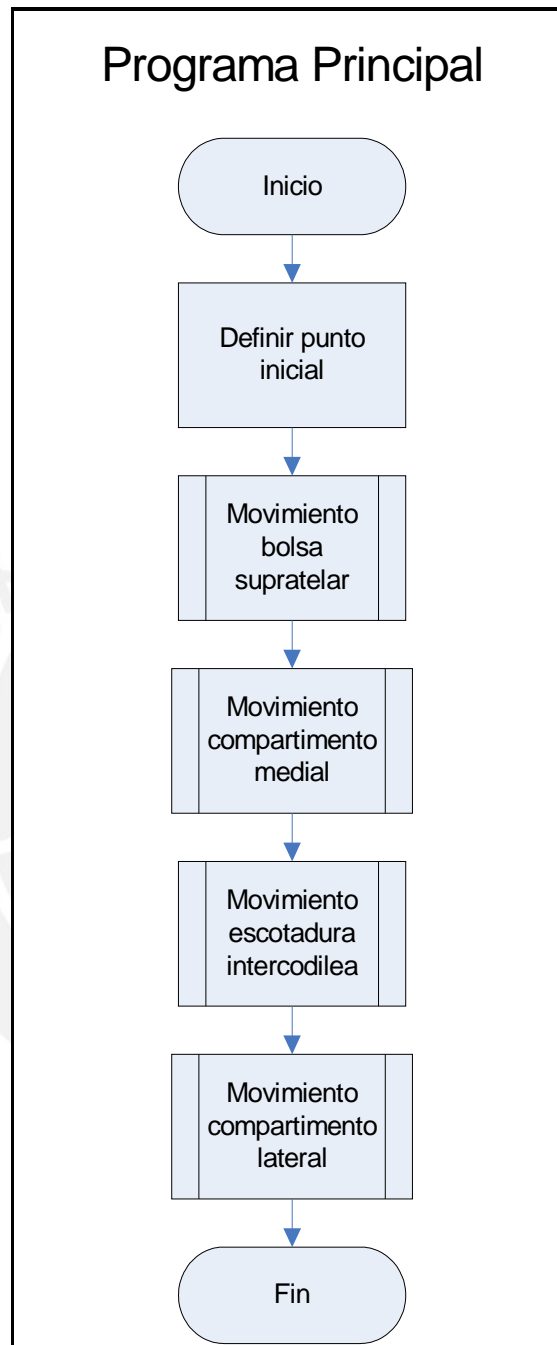 Programa Principal
Inicio
Definir punto
inicial
Movimiento
bolsa
supratelar
Movimiento
compartimento
medial
Movimiento
escotadura
intercodilea
Movimiento
compartimento
lateral
Fin